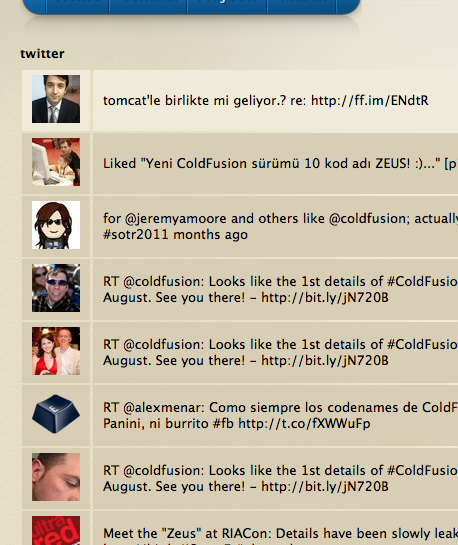 twitter
tomcat'le birlikte mi geliyor.? re: http://ff.im/ENdtR
Liked "Yeni ColdFusion sürümü 10 kod adı ZEUS! :)..." [p
for @jeremyamoore and others like @coldfusion; actually
#sotr2011 months ago
RT @coldfusion: Looks like the 1st details of #ColdFusio
August. See you there! - http://bit.ly/jN720B
RT @coldfusion: Looks like the 1st details of #ColdFusio
August. See you there! - http://bit.ly/jN720B
RT @alexmenar: Como siempre los codenames de ColdF
Panini, ni burrito #fb http://t.co/fXWWuFp
RT @coldfusion: Looks like the 1st details of #ColdFusio
August. See you there! - http://bit.ly/jN720B
Meet the "Zeus" at RIACon: Details have been slowly leak